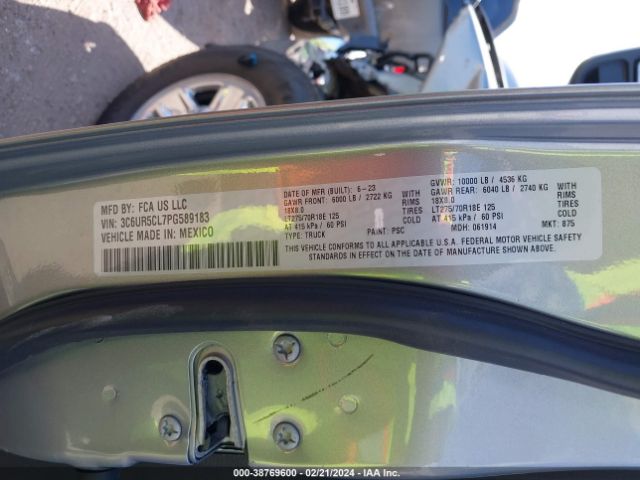 MFD BY: FCA US LLC
VIN: 3C6UR5CL7PG589183
VEHICLE MADE IN: MEXICO
DATE OF MFR (BUILT): 6-23
GAWR FRONT: 6000 LB / 2722 KG WITH
18X8.0 TIRES
LT275/70R18E 125 RIMS
AT 415 kPa / 60 PSI
TYPE: TRUCK PAINT: PSC
GVWR: 10000 LB / 4536 KG
GAWR REAR: 6040 LB / 2740 KG WITH
18X8.0 TIRES
LT275/70R18E 125
AT 415 kPa / 60 PSI
MDH: 061914 MKT: 875
THIS VEHICLE CONFORMS TO ALL APPLICABLE U.S.A. FEDERAL MOTOR VEHICLE SAFETY
STANDARDS IN EFFECT ON THE DATE OF MANUFACTURE SHOWN ABOVE.
000-38769600 - 02/21/2024 - IAA Inc.